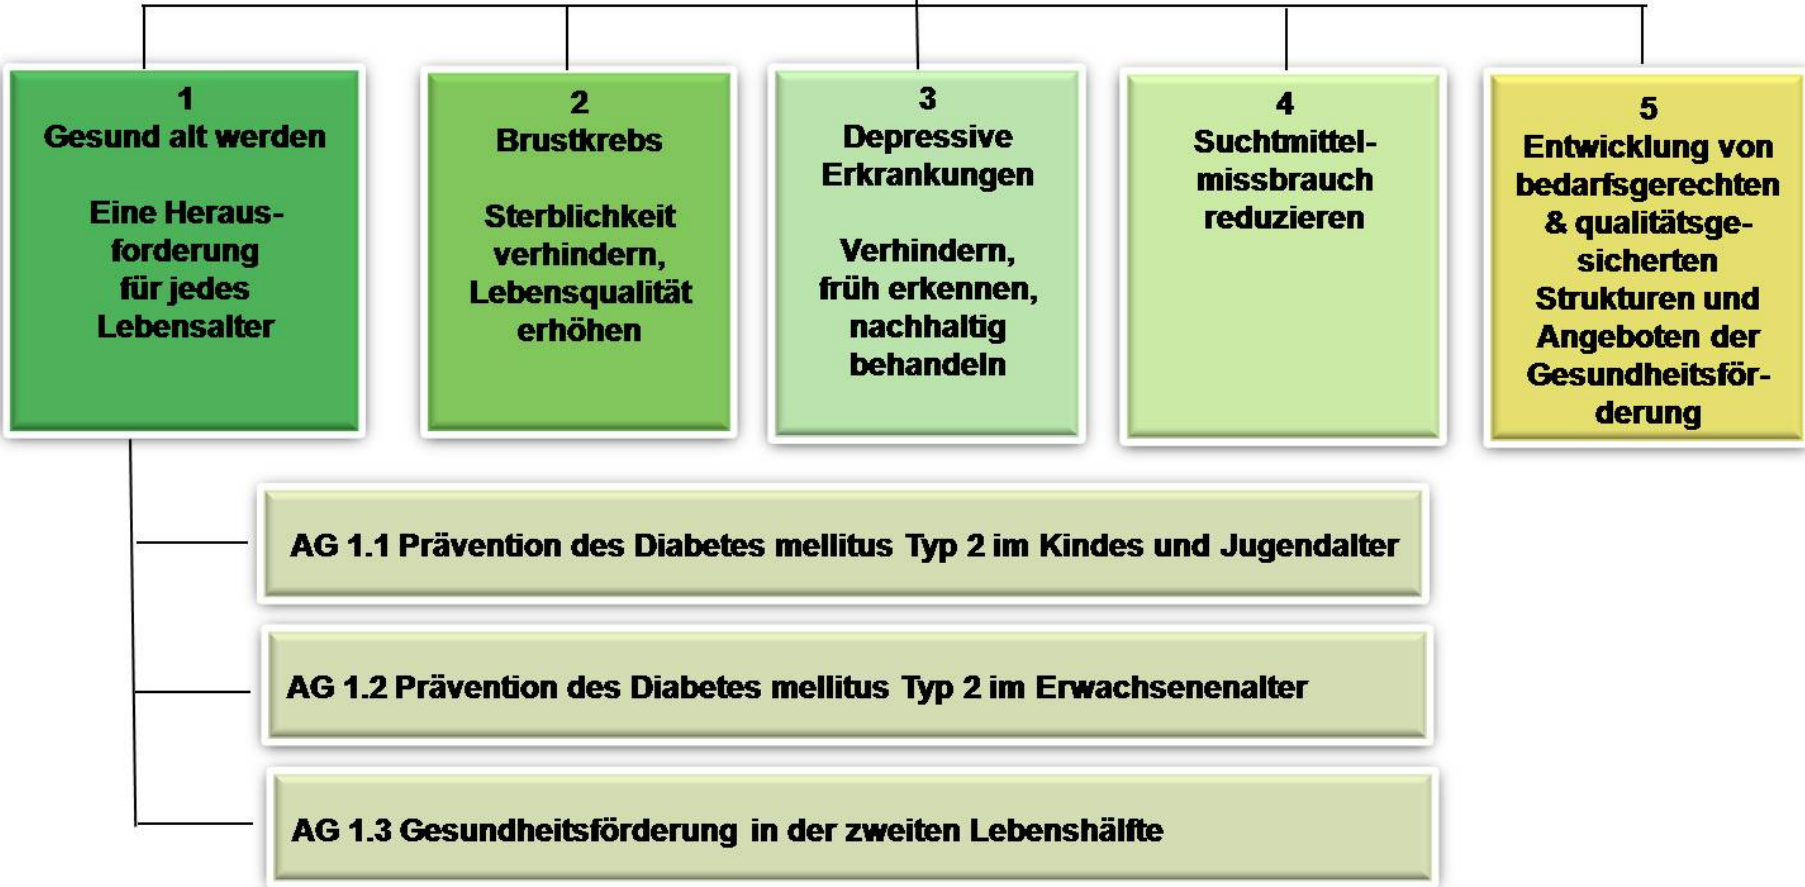 1
Gesund alt werden
Eine Heraus-
forderung
für jedes
Lebensalter
2
Brustkrebs
Sterblichkeit
verhindern,
Lebensqualität
erhöhen
3
Depressive
Erkrankungen
Verhindern,
früh erkennen,
nachhaltig
behandeln
4
Suchtmittel-
missbrauch
reduzieren
5
Entwicklung von
bedarfsgerechten
& qualitätsge-
sicherten
Strukturen und
Angeboten der
Gesundheitsför-
derung
AG 1.1 Prävention des Diabetes mellitus Typ 2 im Kindes und Jugendalter
AG 1.2 Prävention des Diabetes mellitus Typ 2 im Erwachsenenalter
AG 1.3 Gesundheitsförderung in der zweiten Lebenshälfte